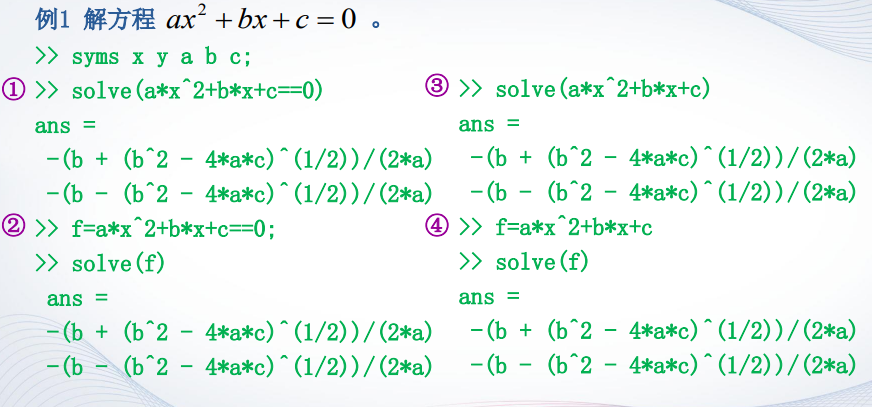 例1 解方程 ax² + bx + c = 0 。
>> syms x y a b c;
① >> solve(a*x^2+b*x+c==0)
ans =
-(b + (b^2 - 4*a*c)^(1/2))/(2*a)
-(b - (b^2 - 4*a*c)^(1/2))/(2*a)
② >> f=a*x^2+b*x+c==0;
>> solve(f)
ans =
-(b + (b^2 - 4*a*c)^(1/2))/(2*a)
-(b - (b^2 - 4*a*c)^(1/2))/(2*a)
③ >> solve(a*x^2+b*x+c)
ans =
-(b + (b^2 - 4*a*c)^(1/2))/(2*a)
-(b - (b^2 - 4*a*c)^(1/2))/(2*a)
④ >> f=a*x^2+b*x+c
>> solve(f)
ans =
-(b + (b^2 - 4*a*c)^(1/2))/(2*a)
-(b - (b^2 - 4*a*c)^(1/2))/(2*a)